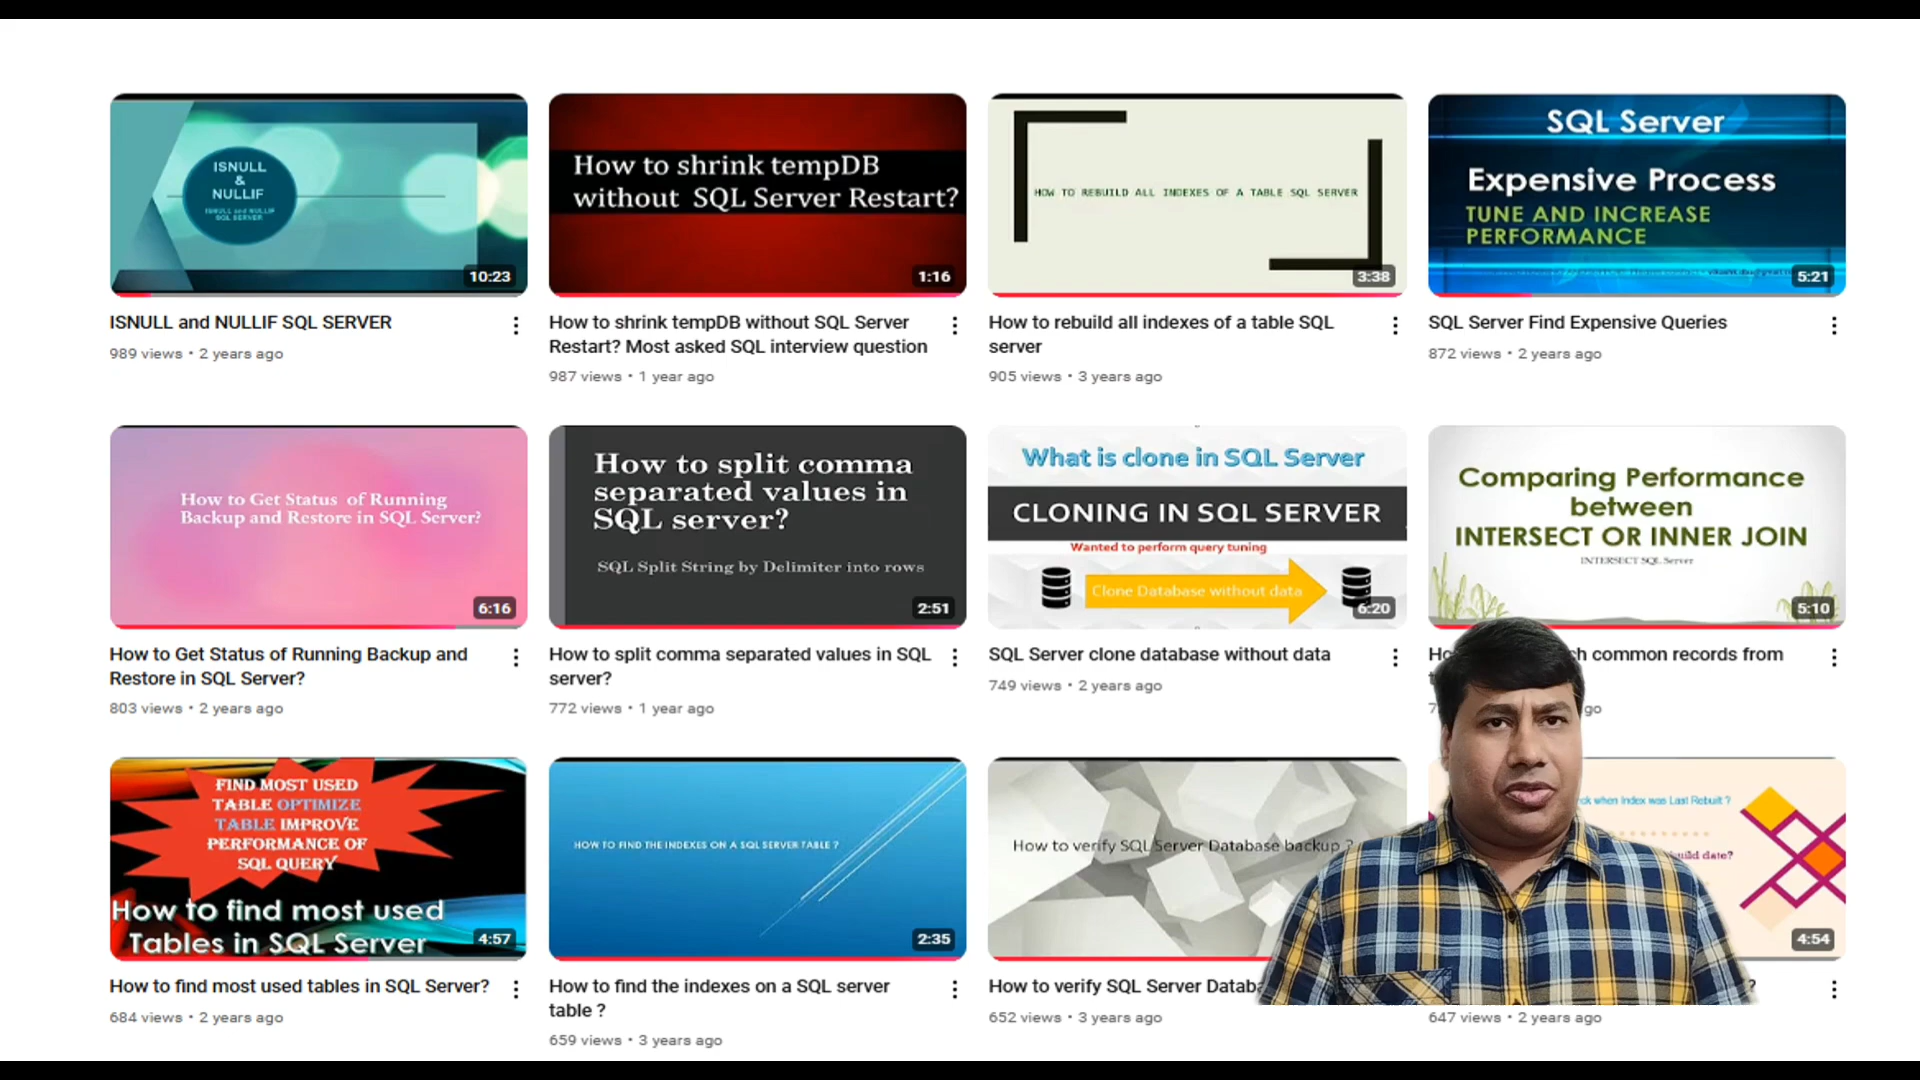 ISNULL
&
NULLIF
ISNULL and NULLIF
SQL SERVER
10:23
How to shrink tempDB
without SQL Server Restart?
1:16
HOW TO REBUILD ALL INDEXES OF A TABLE SQL SERVER
3:38
SQL Server
Expensive Process
TUNE AND INCREASE
PERFORMANCE
5:21
ISNULL and NULLIF SQL SERVER
989 views • 2 years ago
How to shrink tempDB without SQL Server
Restart? Most asked SQL interview question
987 views • 1 year ago
How to rebuild all indexes of a table SQL
server
905 views • 3 years ago
SQL Server Find Expensive Queries
872 views • 2 years ago
How to Get Status of Running
Backup and Restore in SQL Server?
6:16
How to split comma
separated values in
SQL server?
SQL Split String by Delimiter into rows
2:51
What is clone in SQL Server
CLONING IN SQL SERVER
Wanted to perform query tuning
Clone Database without data
6:20
Comparing Performance
between
INTERSECT OR INNER JOIN
INTERSECT SQL Server
5:10
How to Get Status of Running Backup and
Restore in SQL Server?
803 views • 2 years ago
How to split comma separated values in SQL
server?
772 views • 1 year ago
SQL Server clone database without data
749 views • 2 years ago
common records from
FIND MOST USED
TABLE OPTIMIZE
TABLE IMPROVE
PERFORMANCE OF
SQL QUERY
How to find most used
Tables in SQL Server
4:57
HOW TO FIND THE INDEXES ON A SQL SERVER TABLE ?
2:35
How to verify SQL Server Database backup ?
when Index was Last Rebuilt ?
date?
4:54
How to find most used tables in SQL Server?
684 views • 2 years ago
How to find the indexes on a SQL server
table ?
659 views • 3 years ago
How to verify SQL Server
652 views • 3 years ago
?
647 views • 2 years ago